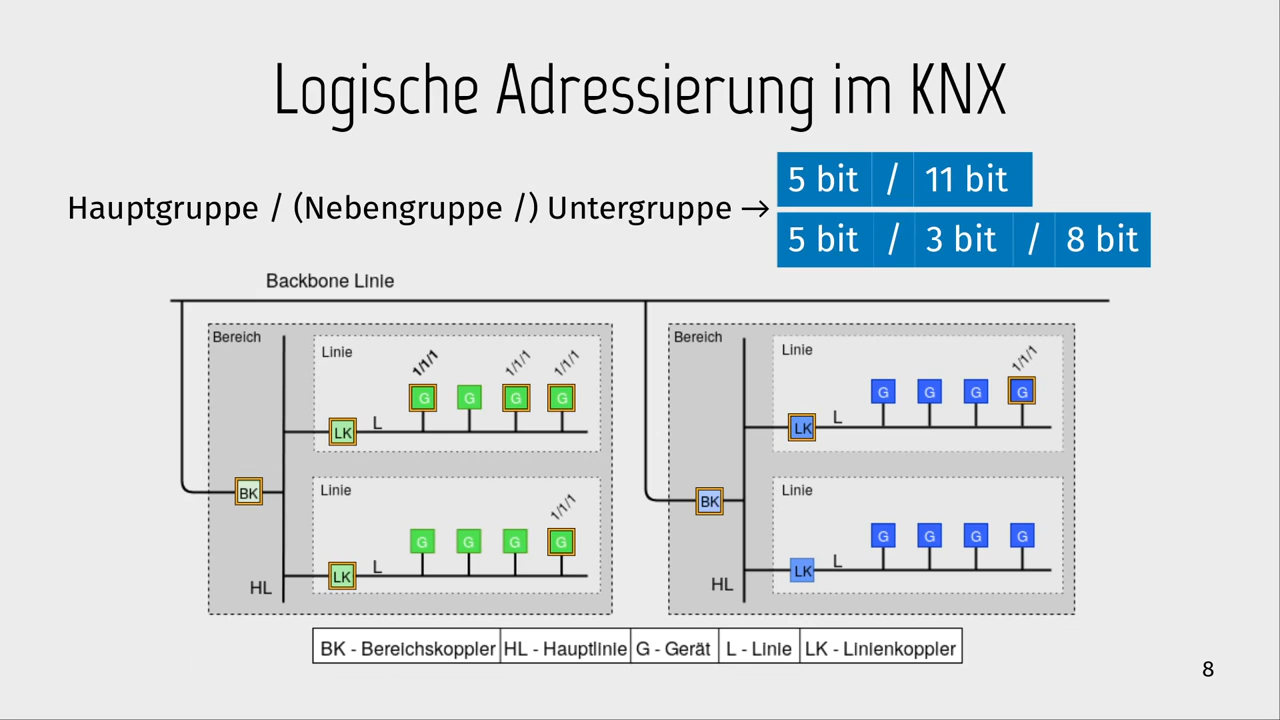 Logische Adressierung im KNX
Hauptgruppe / (Nebengruppe /) Untergruppe →
5 bit / 11 bit
5 bit / 3 bit / 8 bit
Backbone Linie
Bereich
Linie
1/1/1 1/1/1 1/1/1
G G G G
LK L
BK
Linie
1/1/1
G G G G
LK L
HL
Bereich
Linie
1/1/1
G G G G
LK L
BK
Linie
G G G G
LK L
HL
BK - Bereichskoppler HL - Hauptlinie G - Gerät L - Linie LK - Linienkoppler
8